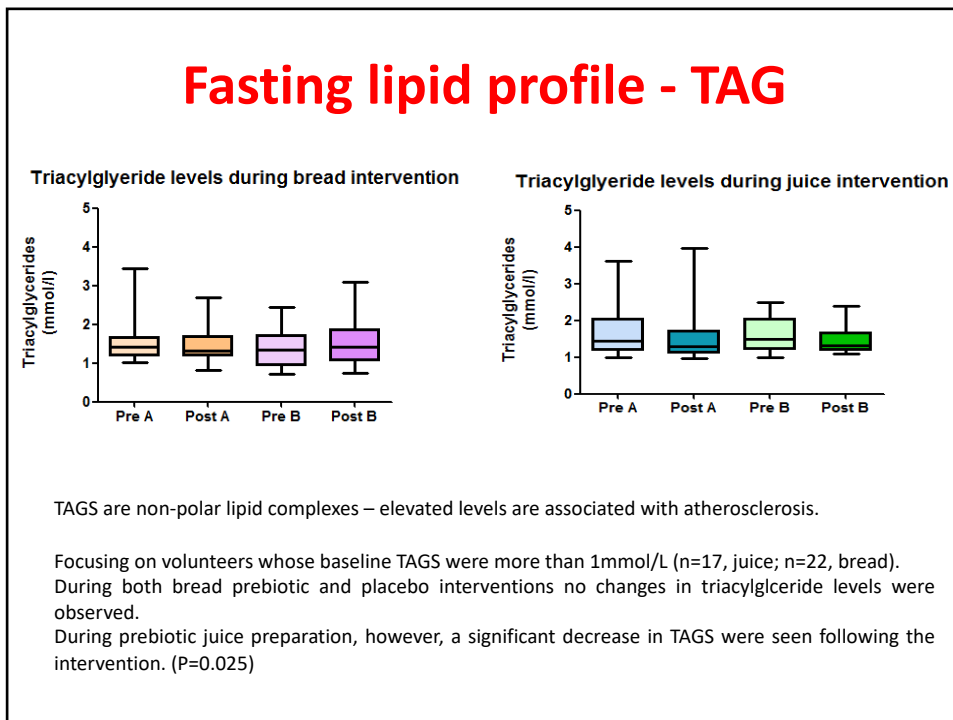 Fasting lipid profile - TAG
Triacylglyeride levels during bread intervention
Triacylglycerides
(mmol/l)
5
4
3
2
1
0
Pre A Post A Pre B Post B
Triacylglyeride levels during juice intervention
Triacylglycerides
(mmol/l)
5
4
3
2
1
0
Pre A Post A Pre B Post B
TAGS are non-polar lipid complexes – elevated levels are associated with atherosclerosis.
Focusing on volunteers whose baseline TAGS were more than 1mmol/L (n=17, juice; n=22, bread).
During both bread prebiotic and placebo interventions no changes in triacylglceride levels were
observed.
During prebiotic juice preparation, however, a significant decrease in TAGS were seen following the
intervention. (P=0.025)